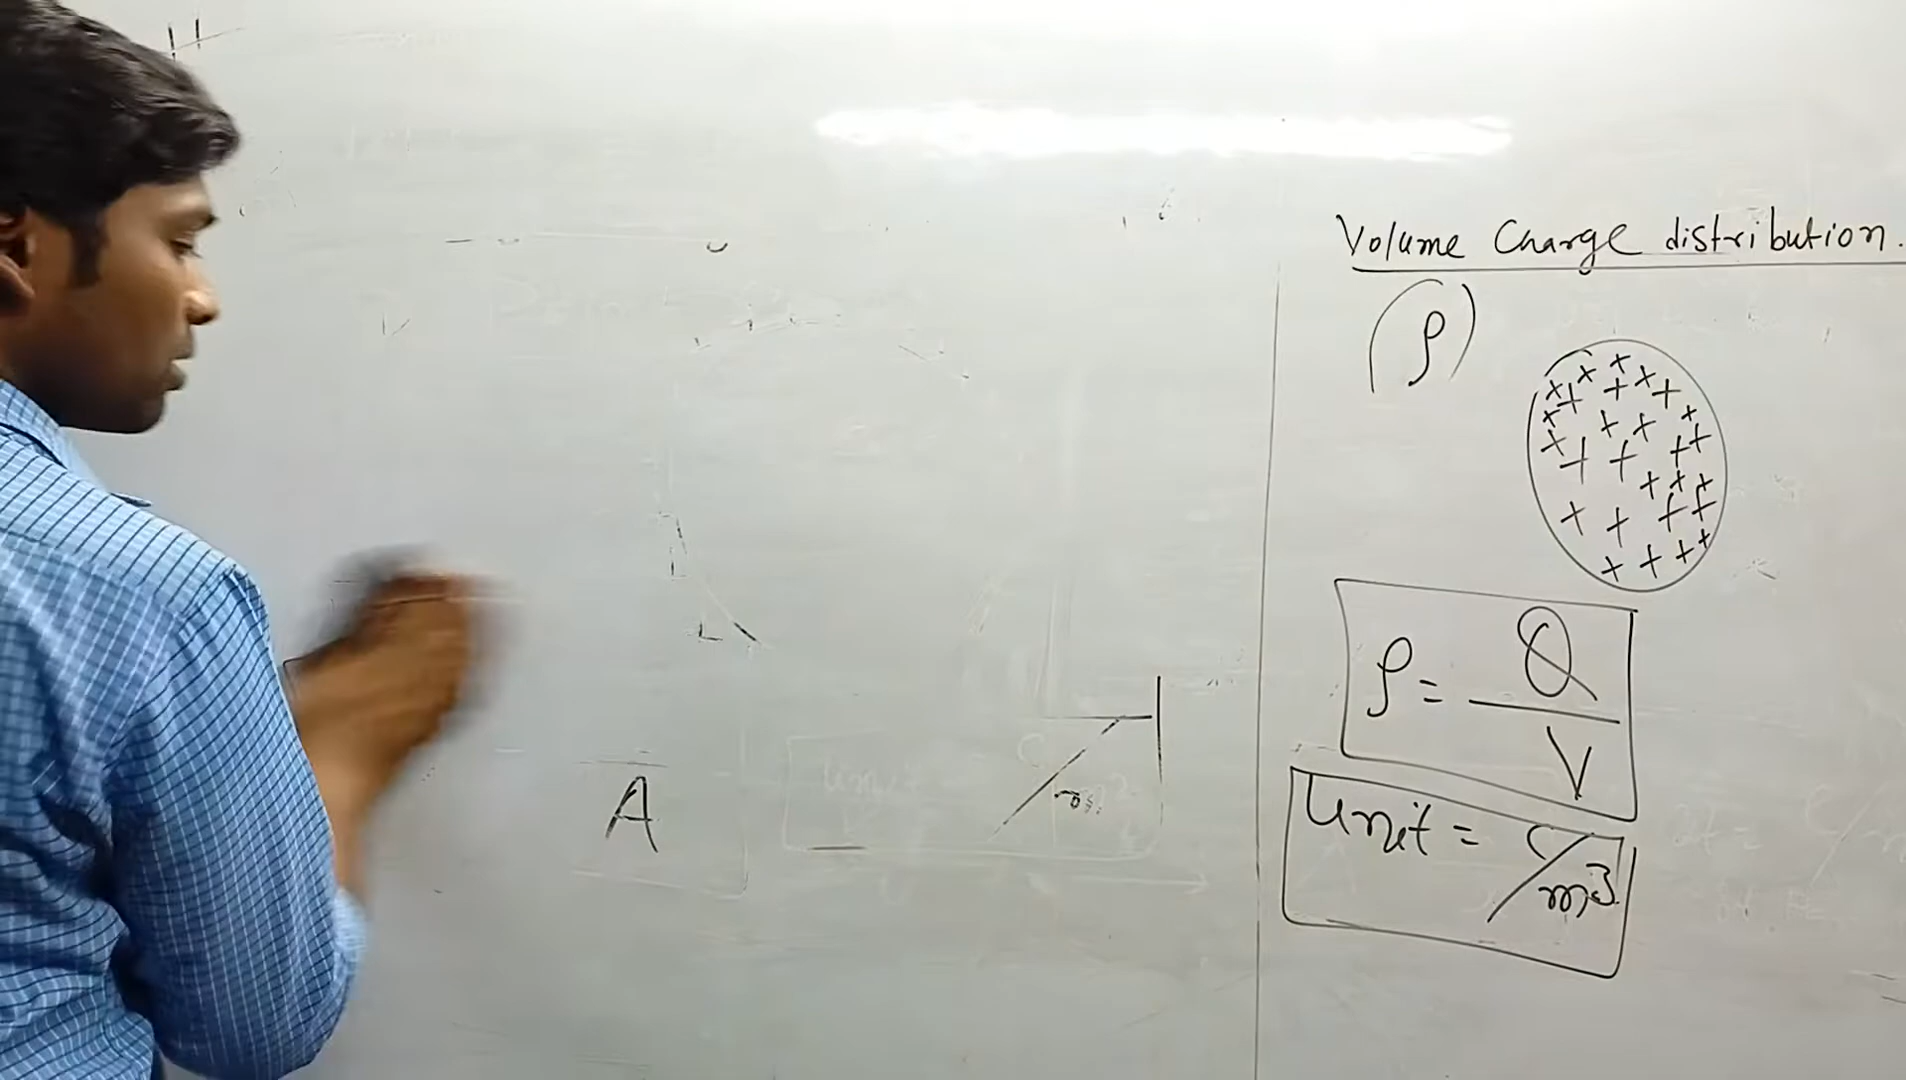 Volume Charge distribution.
(ρ)
ρ = Q/V
Unit = C/m3
A